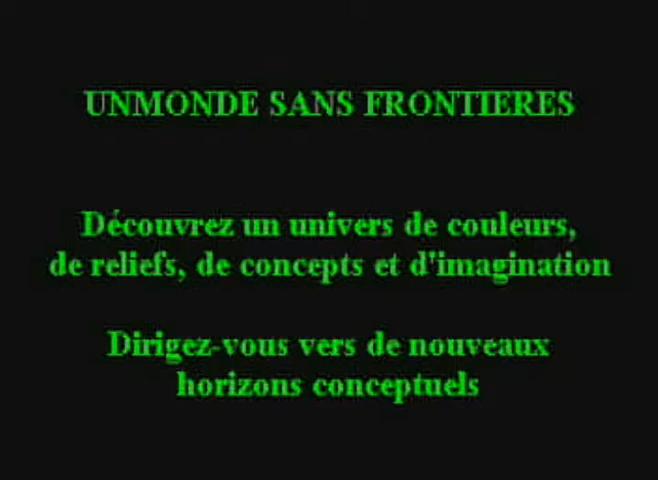 UNMONDE SANS FRONTIERES
Découvrez un univers de couleurs,
de reliefs, de concepts et d'imagination
Dirigez-vous vers de nouveaux
horizons conceptuels